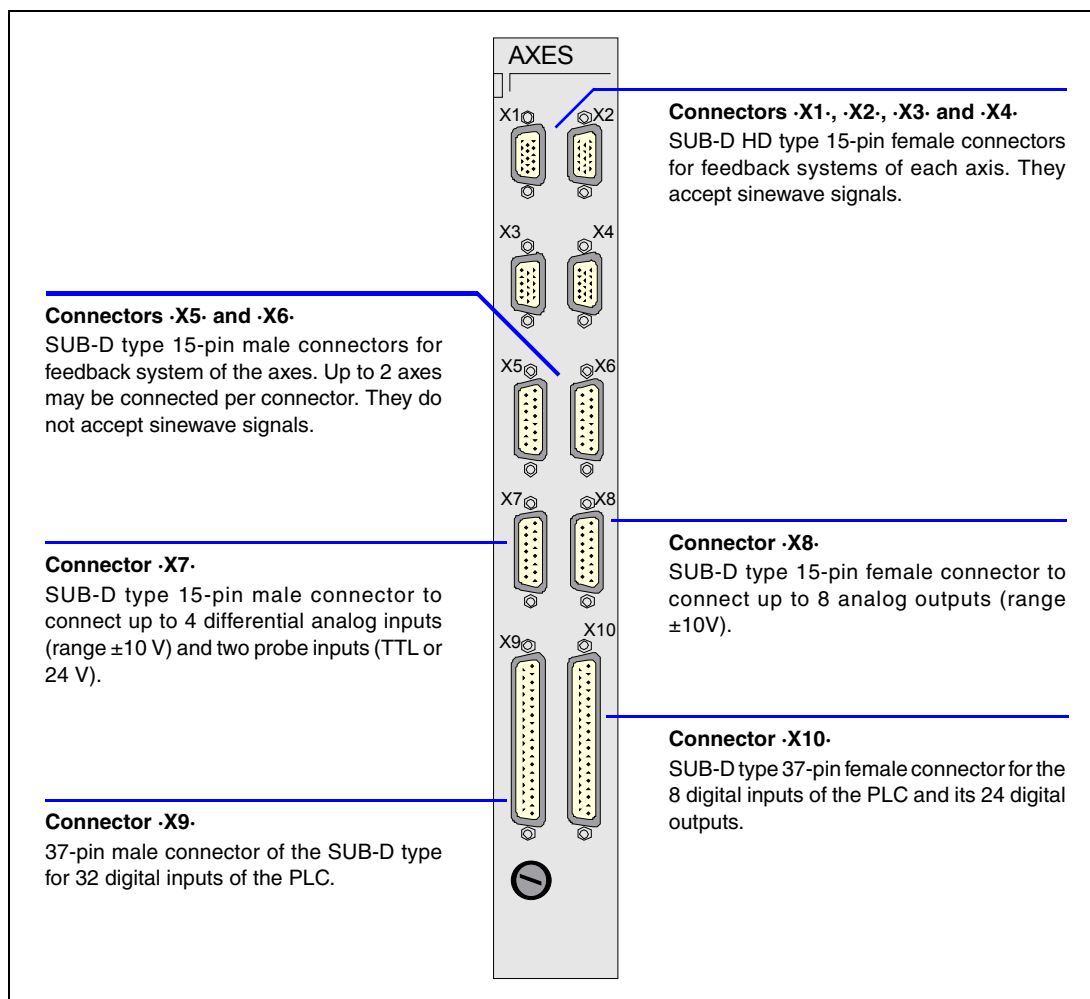 AXES
X1
X2
X3
X4
X5
X6
X7
X8
X9
X10
Connectors ·X1·, ·X2·, ·X3· and ·X4·
SUB-D HD type 15-pin female connectors
for feedback systems of each axis. They
accept sinewave signals.
Connectors ·X5· and ·X6·
SUB-D type 15-pin male connectors for
feedback system of the axes. Up to 2 axes
may be connected per connector. They do
not accept sinewave signals.
Connector ·X7·
SUB-D type 15-pin male connector to
connect up to 4 differential analog inputs
(range ±10 V) and two probe inputs (TTL or
24 V).
Connector ·X8·
SUB-D type 15-pin female connector to
connect up to 8 analog outputs (range
±10V).
Connector ·X9·
37-pin male connector of the SUB-D type
for 32 digital inputs of the PLC.
Connector ·X10·
SUB-D type 37-pin female connector for the
8 digital inputs of the PLC and its 24 digital
outputs.